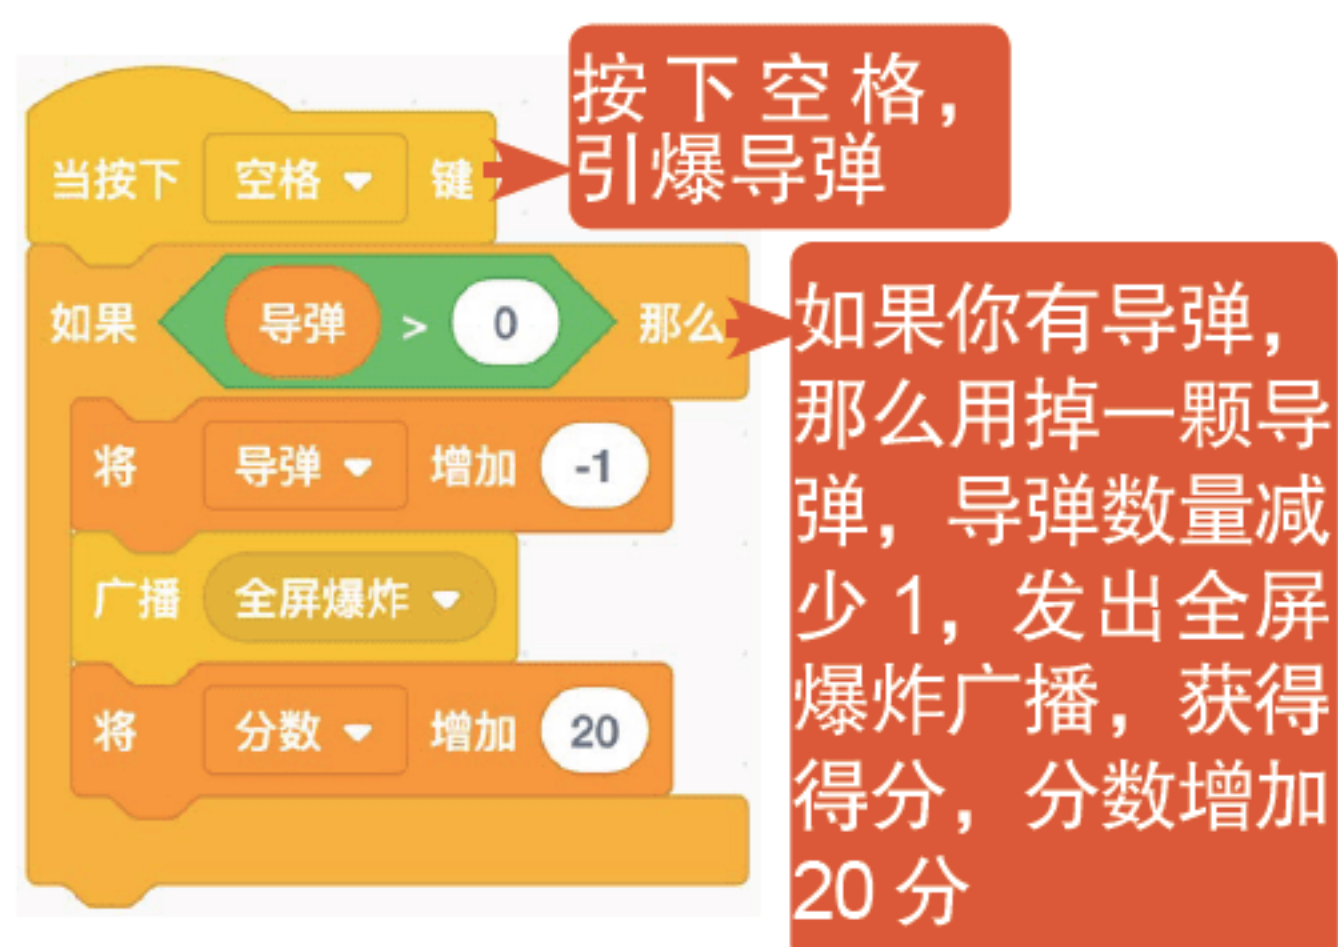 按下空格，
引爆导弹
当按下 空格 键
如果 导弹 > 0 那么
将 导弹 增加 -1
广播 全屏爆炸
将 分数 增加 20
如果你有导弹，
那么用掉一颗导
弹，导弹数量减
少 1，发出全屏
爆炸广播，获得
得分，分数增加
20 分